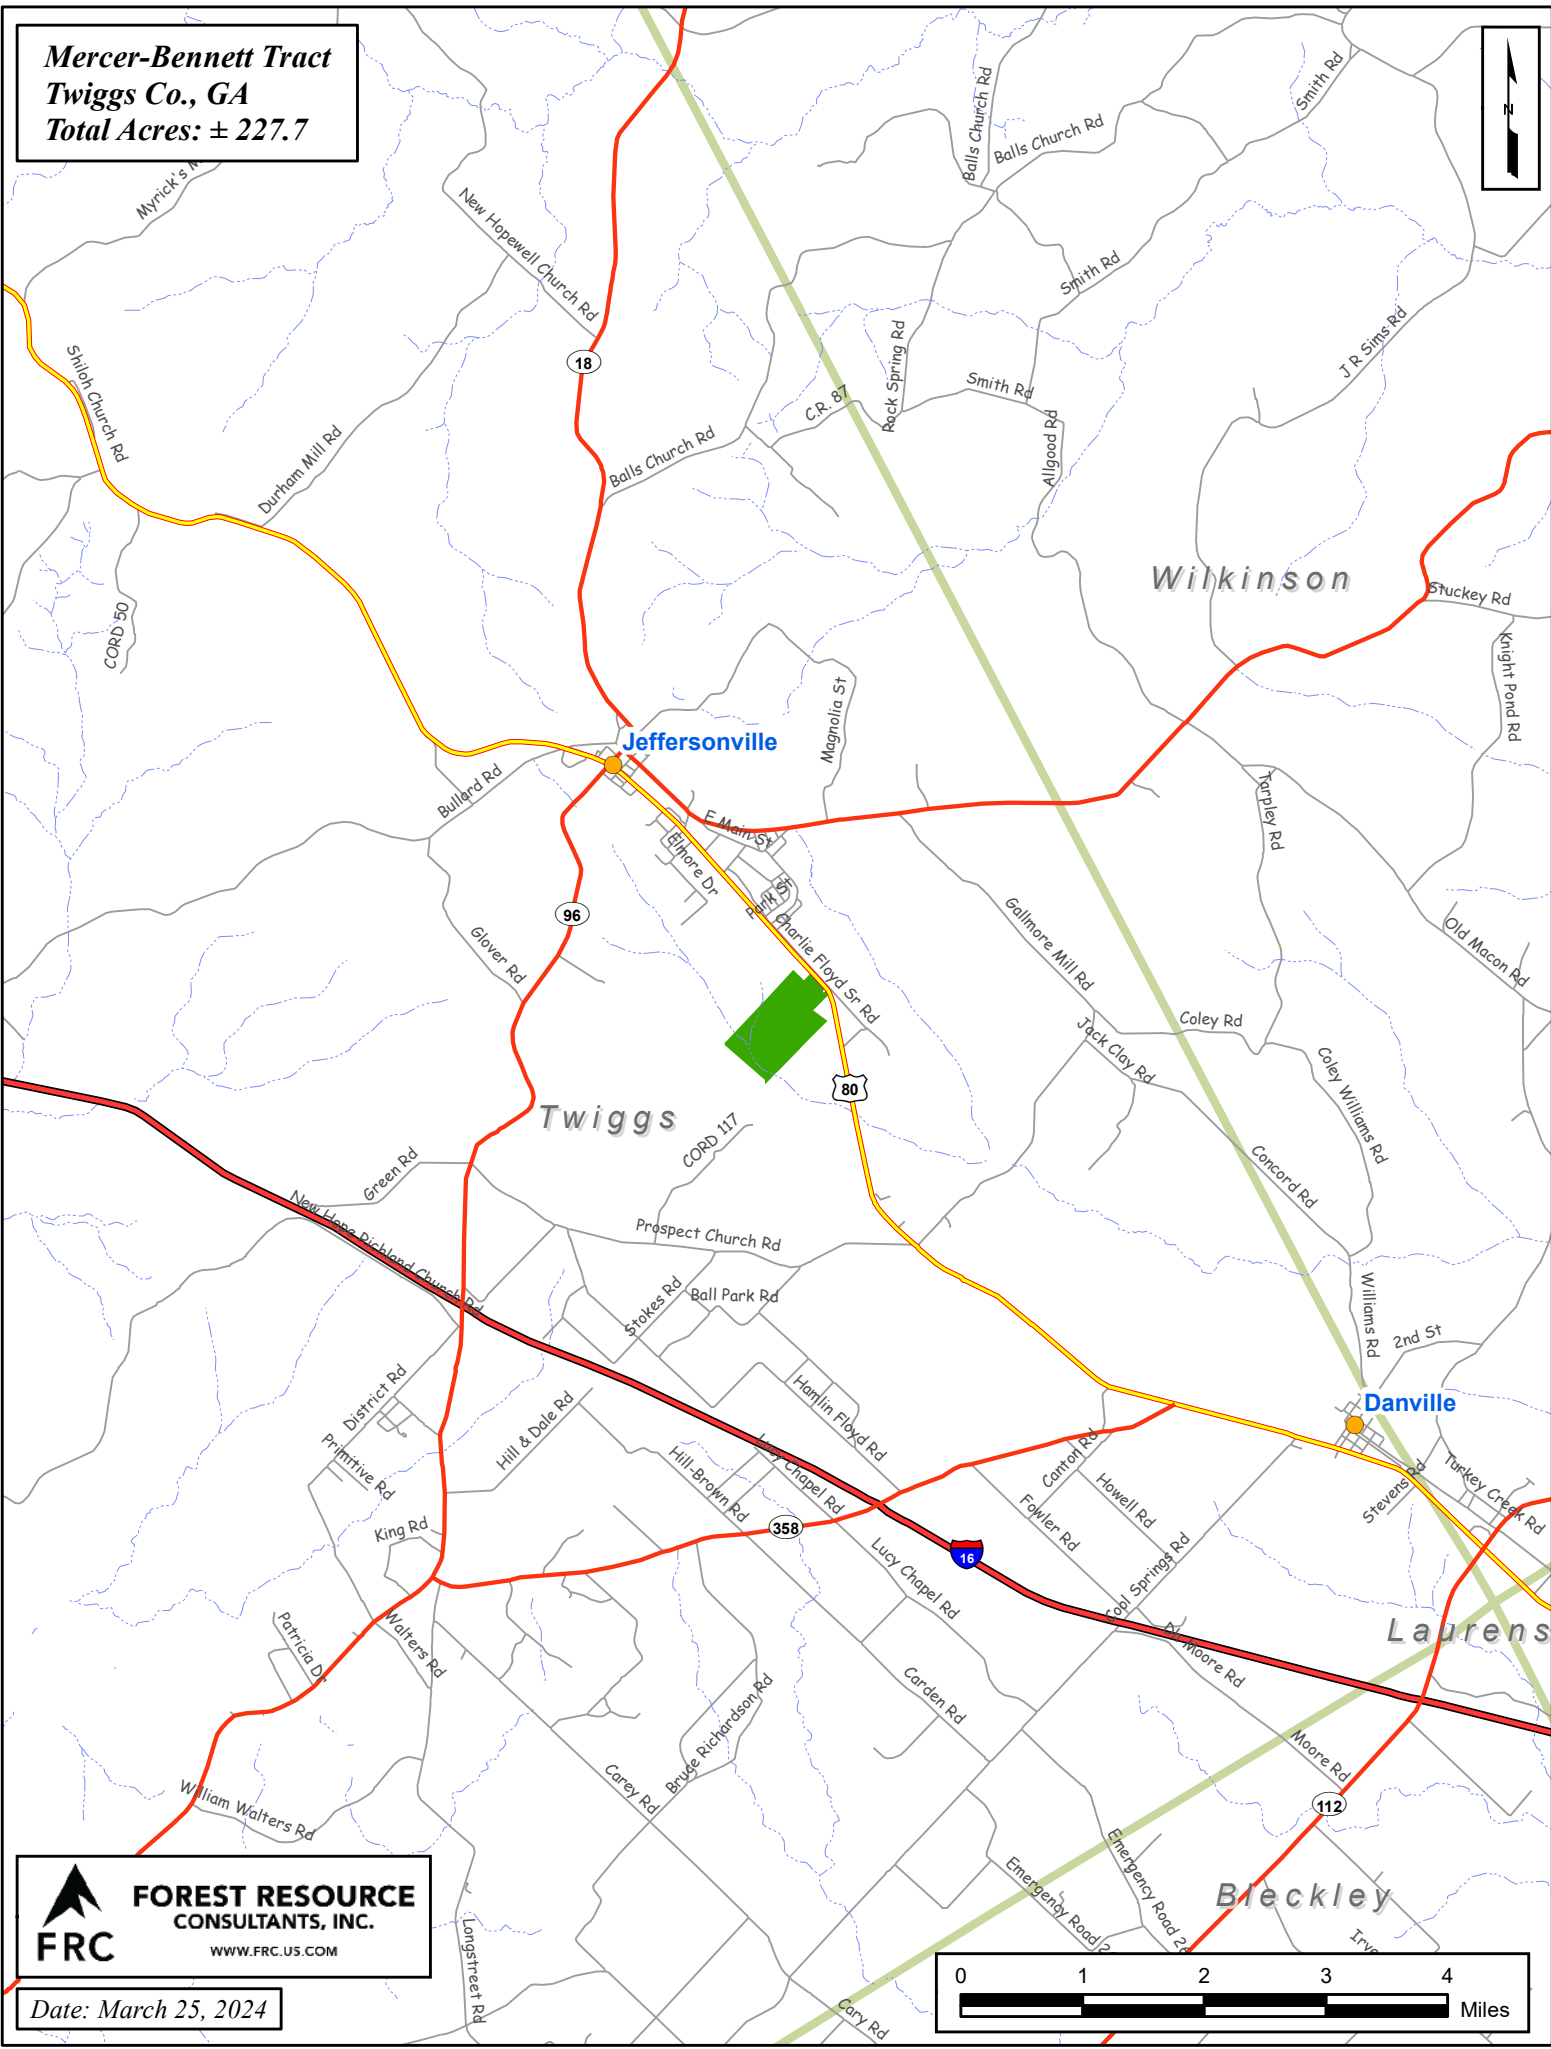 Mercer-Bennett Tract
Twiggs Co., GA
Total Acres: ± 227.7
N
Myrick's
Balls Church Rd
Balls Church Rd
Smith Rd
New Hopewell Church Rd
Smith Rd
18
Shiloh Church Rd
Rock Spring Rd
J R Sims Rd
C.R. 87
Smith Rd
Allgood Rd
Durham Mill Rd
Balls Church Rd
Wilkinson
Stuckey Rd
CORD 50
Knight Pond Rd
Magnolia St
Jeffersonville
Bullard Rd
Tarpley Rd
E Main St
Elmore Dr
Park St
96
Charlie Floyd Sr Rd
Gallmore Mill Rd
Old Macon Rd
Glover Rd
Coley Rd
Jack Clay Rd
Coley Williams Rd
80
Twiggs
CORD 117
Green Rd
Concord Rd
New Hope Richland Church Rd
Prospect Church Rd
Stokes Rd
Ball Park Rd
Williams Rd
2nd St
District Rd
Hamlin Floyd Rd
Danville
Hill & Dale Rd
Primitive Rd
Hill-Brown Rd
Lucy Chapel Rd
Canton Rd
Howell Rd
Stevens Rd
Turkey Creek Rd
King Rd
358
Fowler Rd
16
Lucy Chapel Rd
Cool Springs Rd
Patricia Dr
Walters Rd
Dr Moore Rd
Laurens
Carden Rd
Bruce Richardson Rd
Carey Rd
Moore Rd
William Walters Rd
112
Emergency Road 26
Emergency Road 2
Bleckley
Irve
Longstreet Rd
Cary Rd
FRC
FOREST RESOURCE
CONSULTANTS, INC.
WWW.FRC.US.COM
Date: March 25, 2024
0 1 2 3 4
Miles